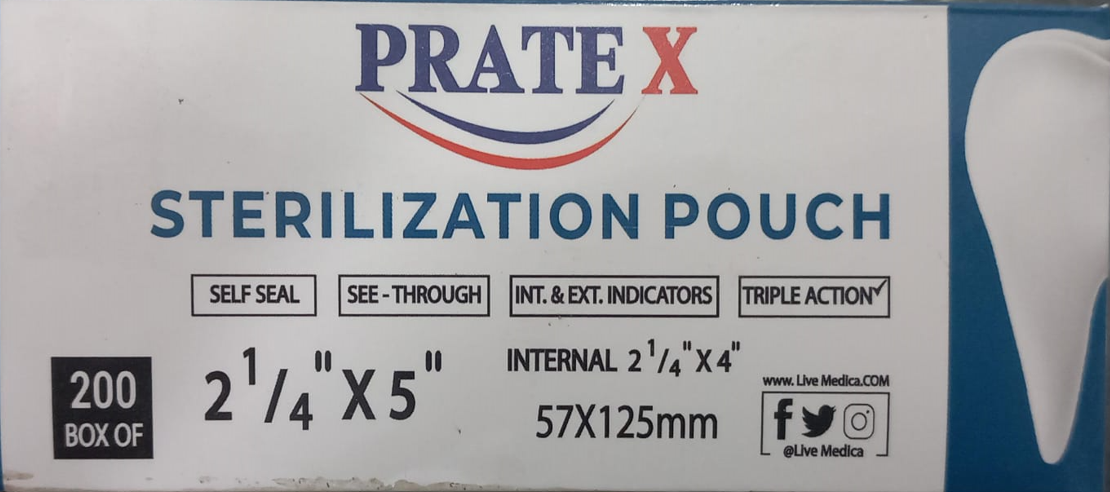 PRATEX
STERILIZATION POUCH
SELF SEAL SEE - THROUGH INT. & EXT. INDICATORS TRIPLE ACTION✓
200
BOX OF
2 1/4" X 5"
INTERNAL 2 1/4" X 4"
57X125mm
www. Live Medica.COM
@Live Medica